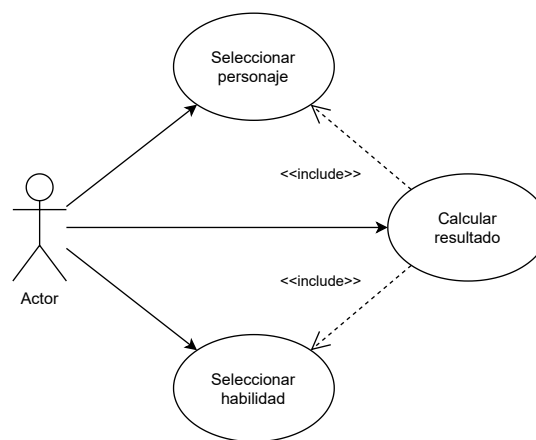 Seleccionar
personaje
<<include>>
Calcular
resultado
Actor
<<include>>
Seleccionar
habilidad